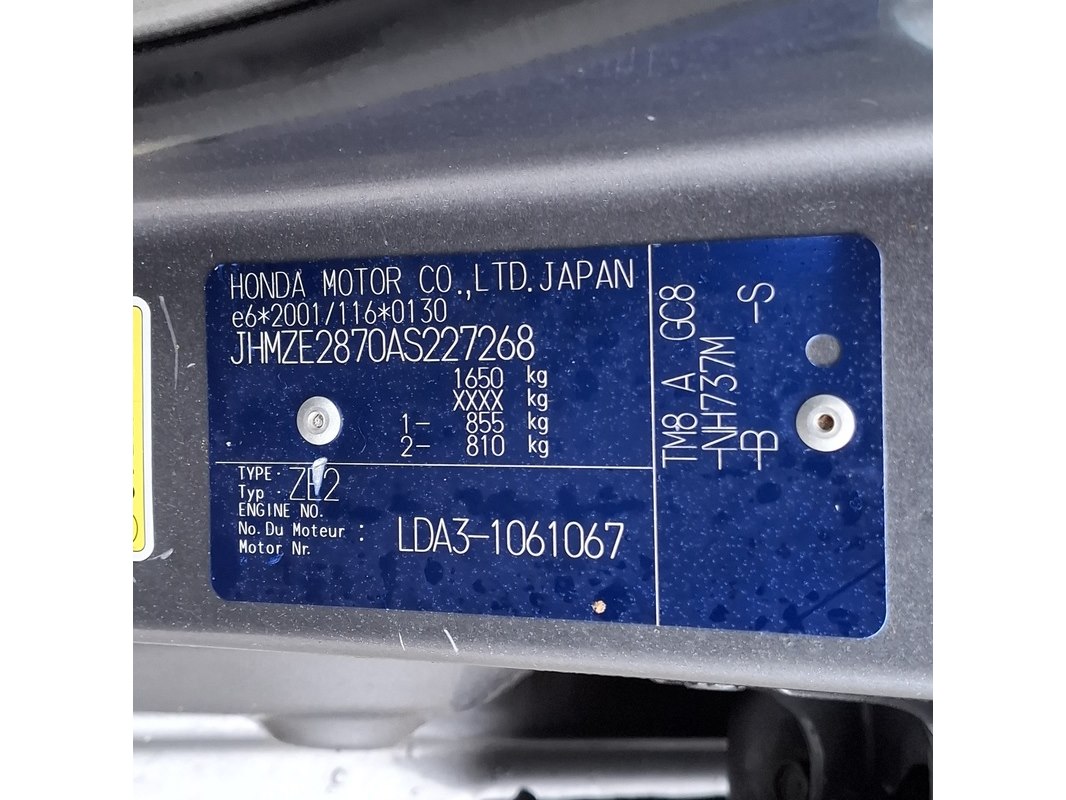 HONDA MOTOR CO.,LTD.JAPAN
e6*2001/116*0130
JHMZE2870AS227268
1650 kg
XXXX kg
1- 855 kg
2- 810 kg
TYPE.
Typ . ZE2
ENGINE NO.
No.Du Moteur :
Motor Nr.
LDA3-1061067
TM8 A GC8
-NH737M
-B -S